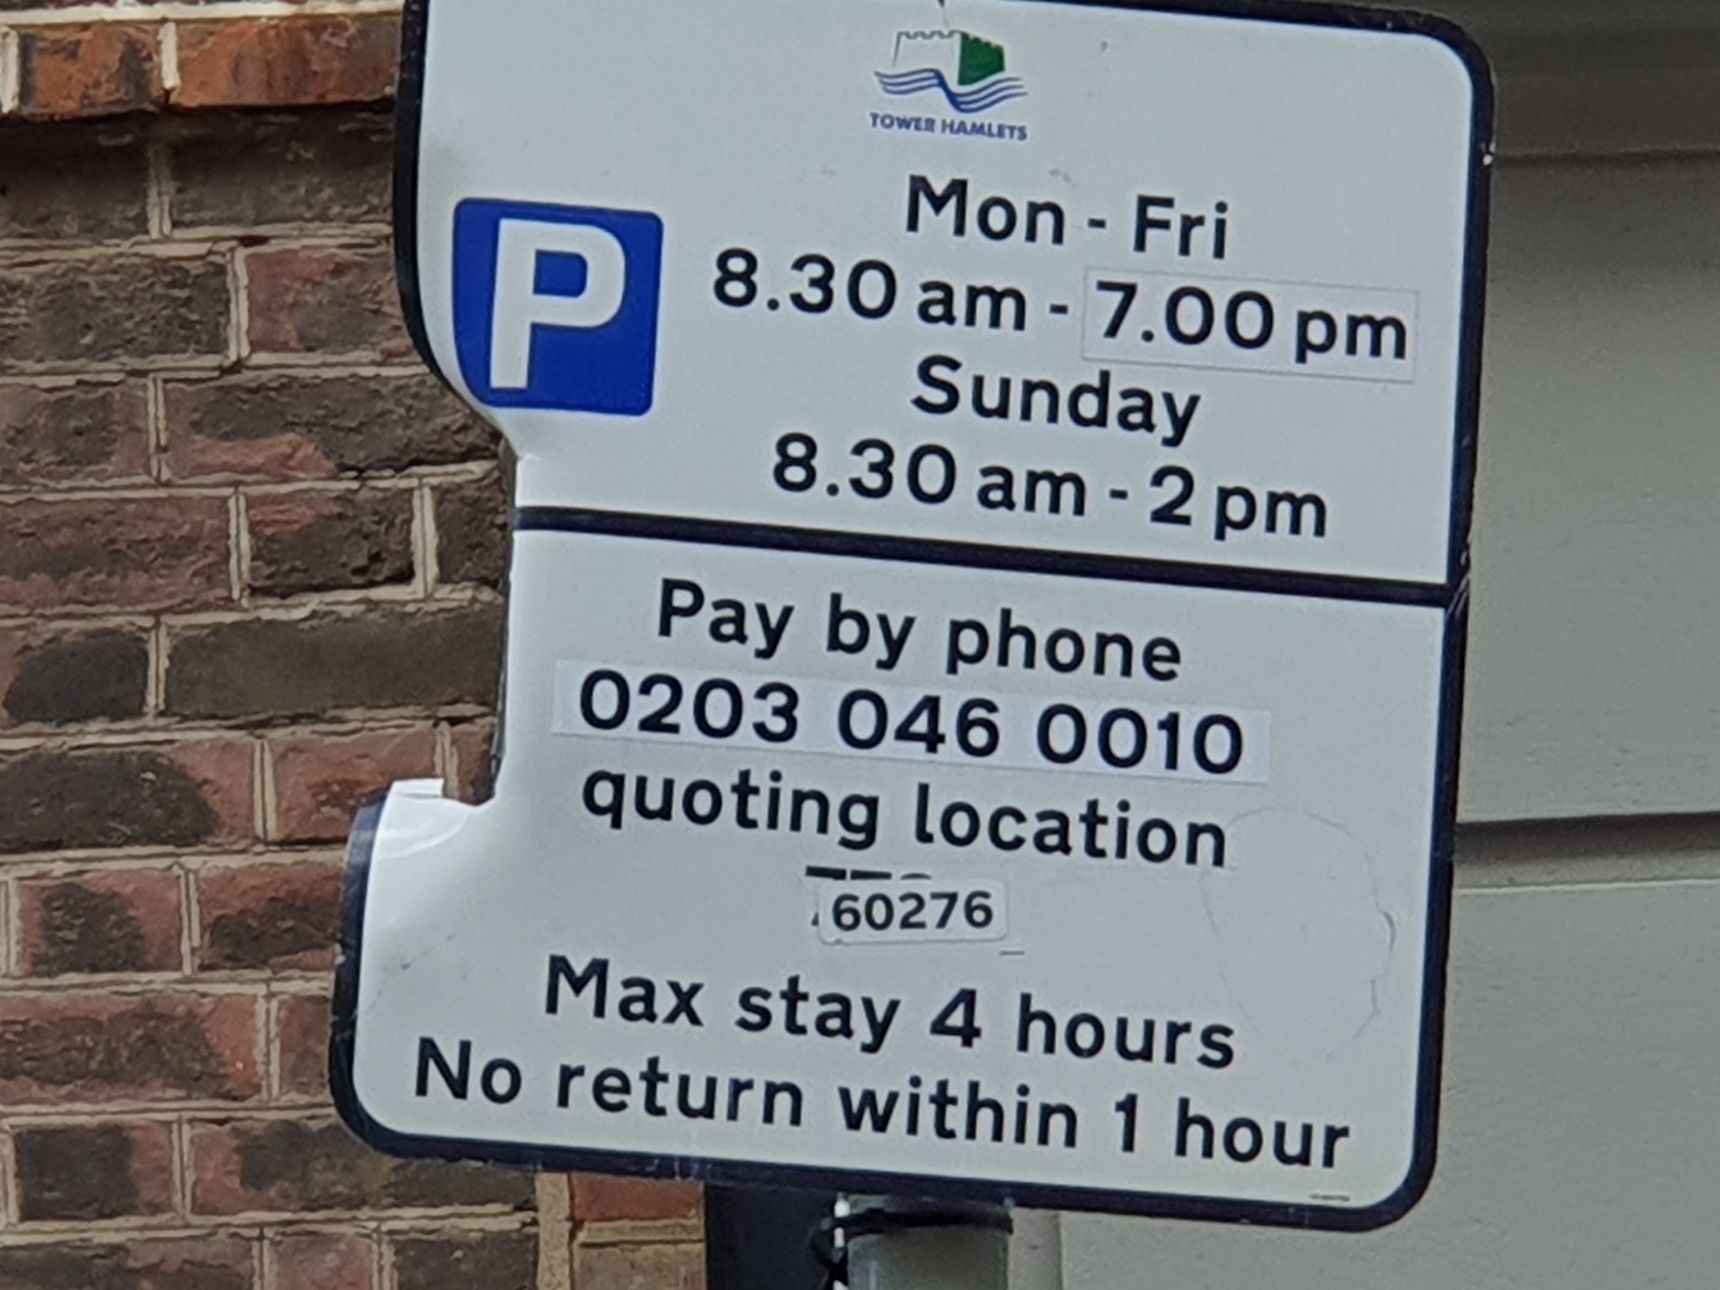 TOWER HAMLETS
P
Mon - Fri
8.30 am - 7.00 pm
Sunday
8.30 am - 2 pm
Pay by phone
0203 046 0010
quoting location
60276
Max stay 4 hours
No return within 1 hour